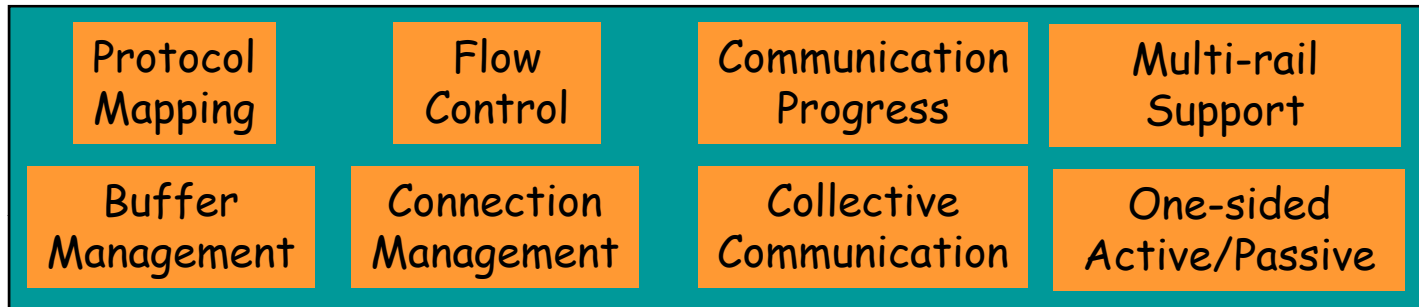 Protocol
Mapping
Flow
Control
Communication
Progress
Multi-rail
Support
Buffer
Management
Connection
Management
Collective
Communication
One-sided
Active/Passive